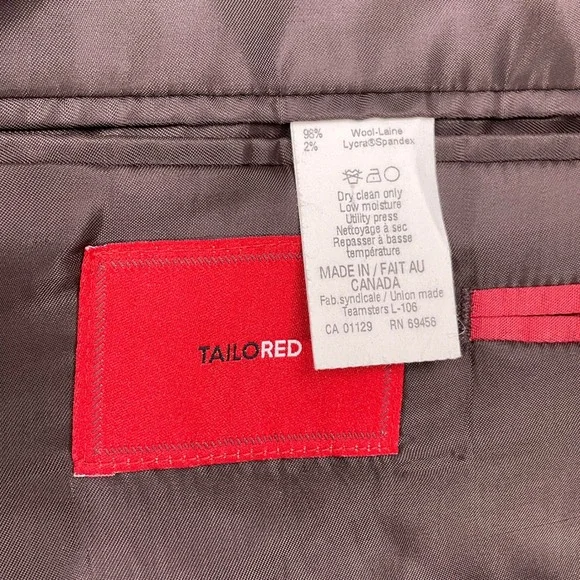 98% Wool-Laine
2% Lycra®Spandex
Dry clean only
Low moisture
Utility press
Nettoyage à sec
Repasser à basse
température
MADE IN / FAIT AU
CANADA
Fab.syndicale / Union made
Teamsters L-106
CA 01129 RN 69456
TAILORED